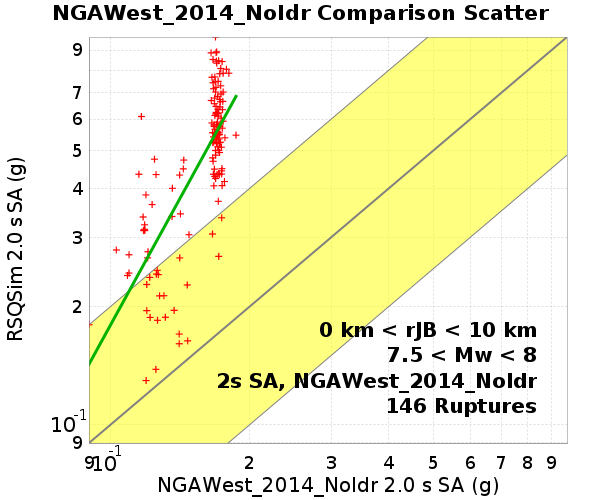 NGAWest_2014_NoIdr Comparison Scatter
9
8
7
6
5
4
3
2
10-1
9
RSQSim 2.0 s SA (g)
0 km < rJB < 10 km
7.5 < Mw < 8
2s SA, NGAWest_2014_NoIdr
146 Ruptures
9 10-1 2 3 4 5 6 7 8 9
NGAWest_2014_NoIdr 2.0 s SA (g)